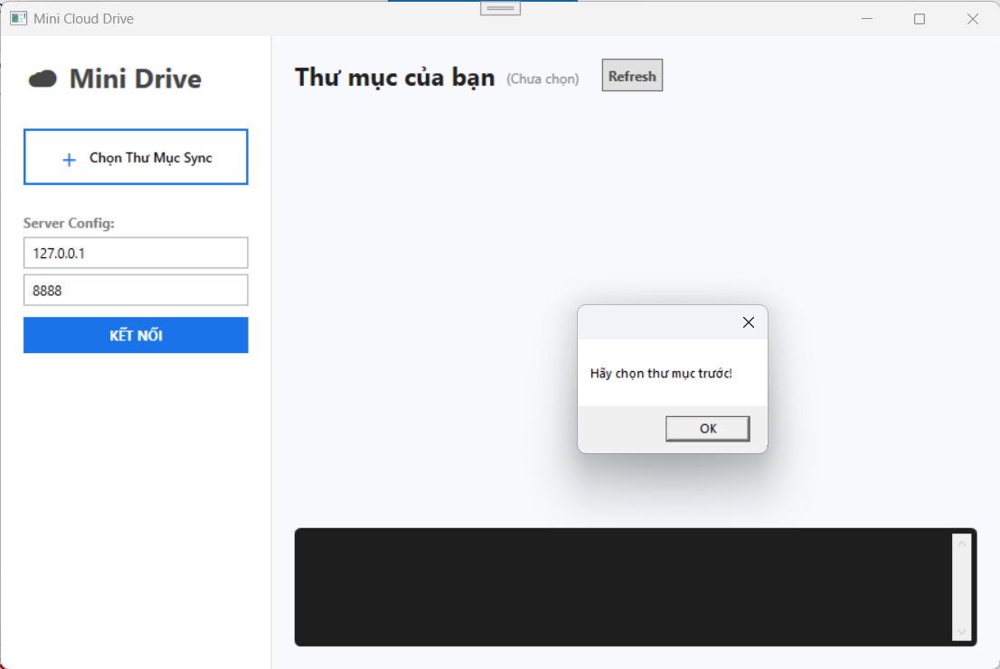 Mini Cloud Drive
Mini Drive
+ Chọn Thư Mục Sync
Server Config:
127.0.0.1
8888
KẾT NỐI
Thư mục của bạn (Chưa chọn) Refresh
Hãy chọn thư mục trước!
OK